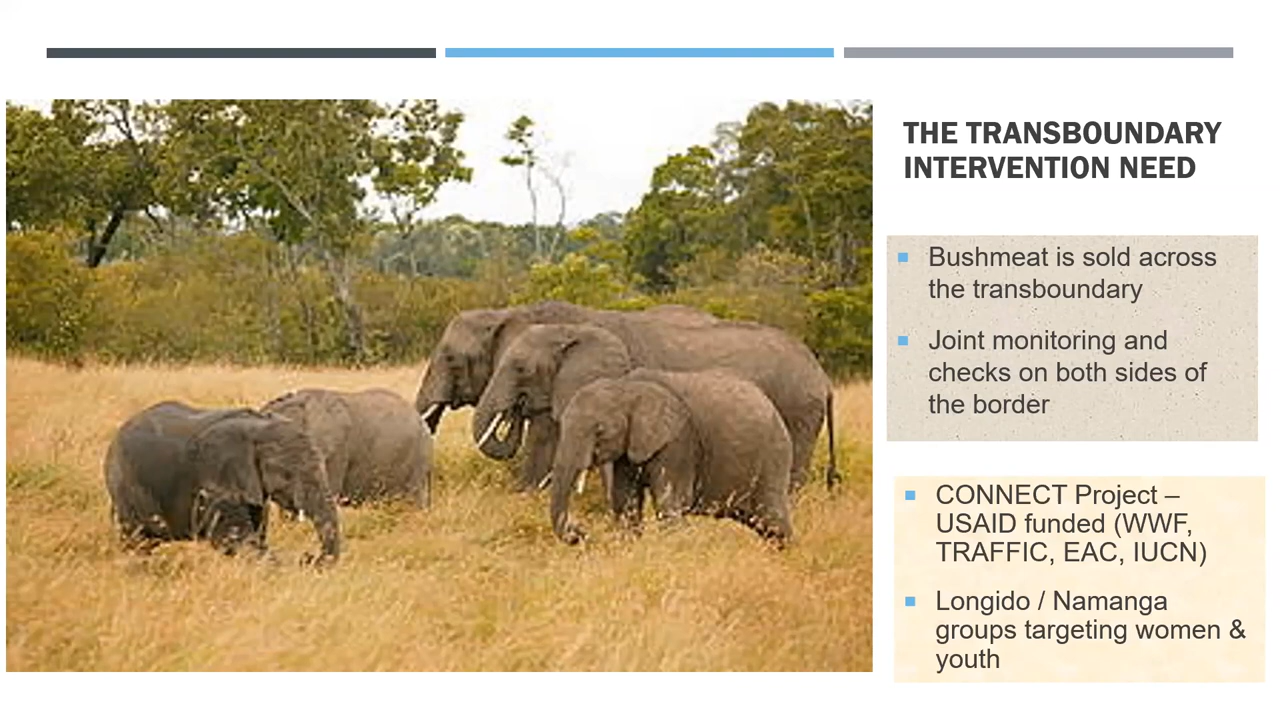 THE TRANSBOUNDARY
INTERVENTION NEED
Bushmeat is sold across
the transboundary
Joint monitoring and
checks on both sides of
the border
CONNECT Project –
USAID funded (WWF,
TRAFFIC, EAC, IUCN)
Longido / Namanga
groups targeting women &
youth